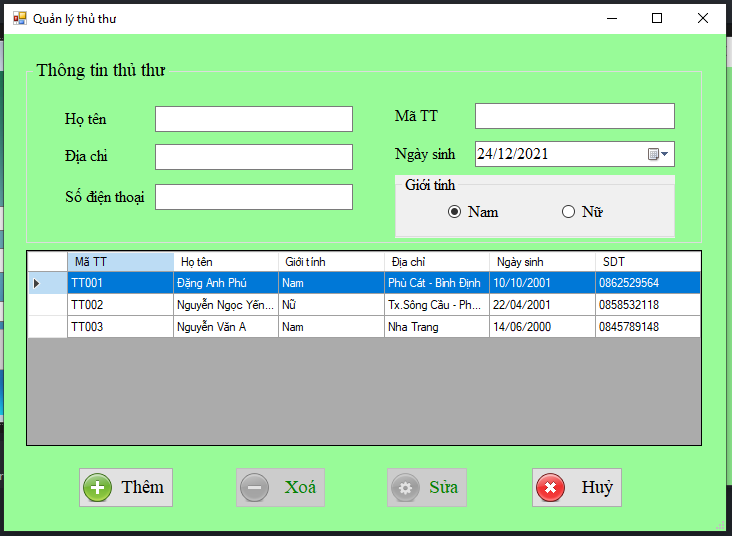 Quản lý thủ thư
Thông tin thủ thư
Họ tên
Mã TT
Địa chỉ
Ngày sinh 24/12/2021
Số điện thoại
Giới tính
Nam Nữ
Mã TT Họ tên Giới tính Địa chỉ Ngày sinh SDT
TT001 Đặng Anh Phú Nam Phù Cát - Bình Định 10/10/2001 0862529564
TT002 Nguyễn Ngọc Yến... Nữ Tx.Sông Cầu - Ph... 22/04/2001 0858532118
TT003 Nguyễn Văn A Nam Nha Trang 14/06/2000 0845789148
Thêm Xoá Sửa Huỷ